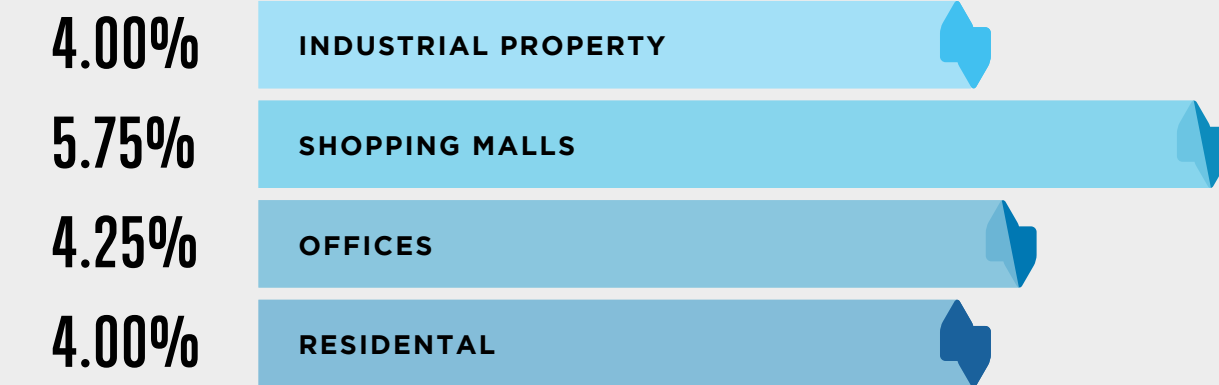 4.00% INDUSTRIAL PROPERTY
5.75% SHOPPING MALLS
4.25% OFFICES
4.00% RESIDENTAL